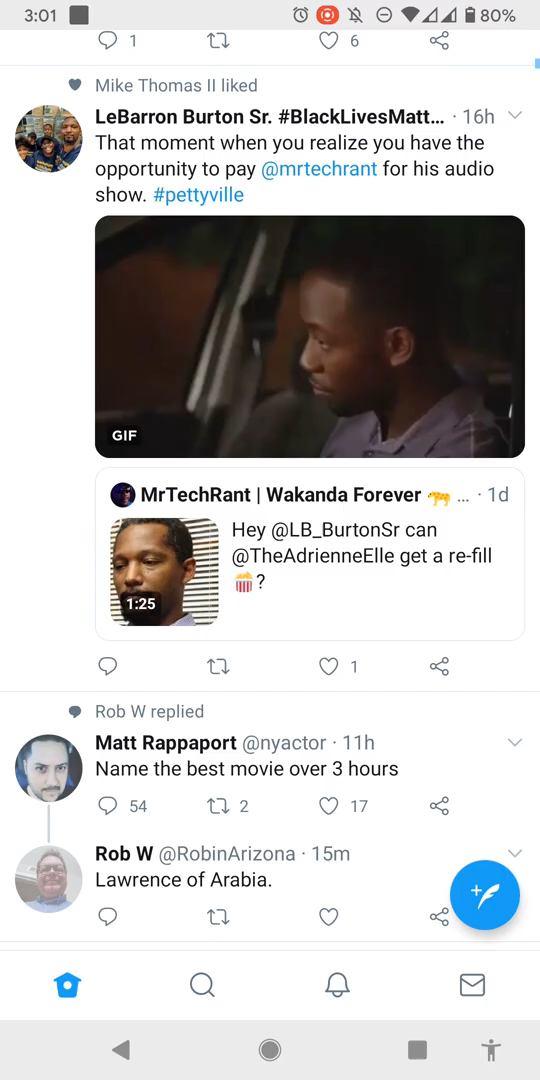 3:01 80%
1 6
Mike Thomas II liked
LeBarron Burton Sr. #BlackLivesMatt... · 16h
That moment when you realize you have the
opportunity to pay @mrtechrant for his audio
show. #pettyville
GIF
MrTechRant | Wakanda Forever 🐆 ... · 1d
Hey @LB_BurtonSr can
@TheAdrienneElle get a re-fill
🍿?
1:25
1
Rob W replied
Matt Rappaport @nyactor · 11h
Name the best movie over 3 hours
54 2 17
Rob W @RobinArizona · 15m
Lawrence of Arabia.